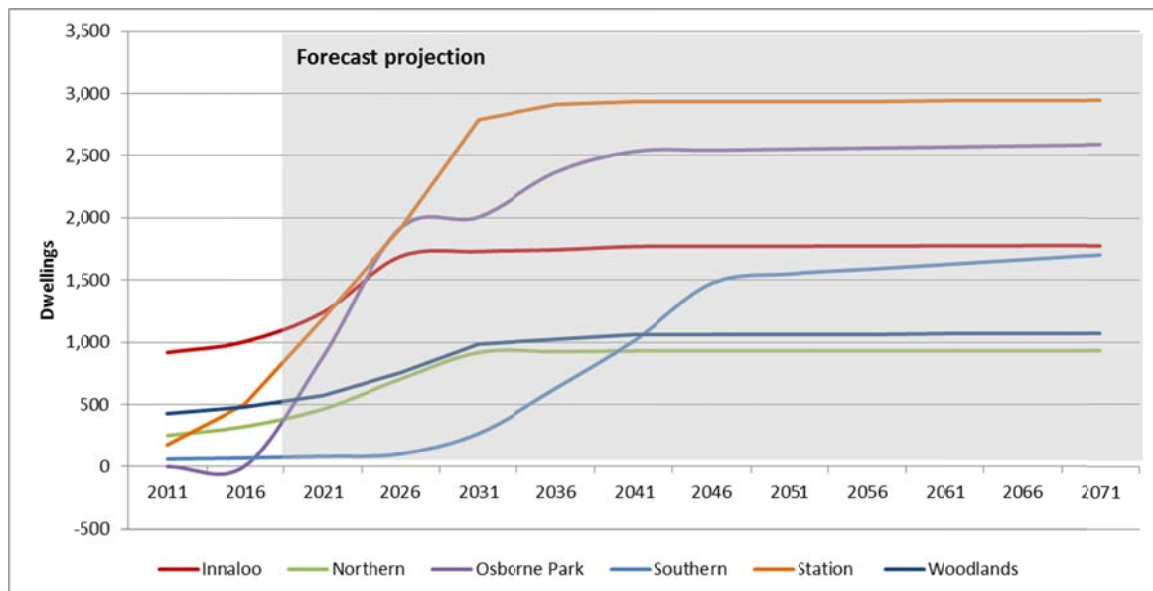 3,500
Forecast projection
3,000
2,500
2,000
1,500
1,000
500
0
-500
Dwellings
2011 2016 2021 2026 2031 2036 2041 2046 2051 2056 2061 2066 2071
Innaloo Northern Osborne Park Southern Station Woodlands